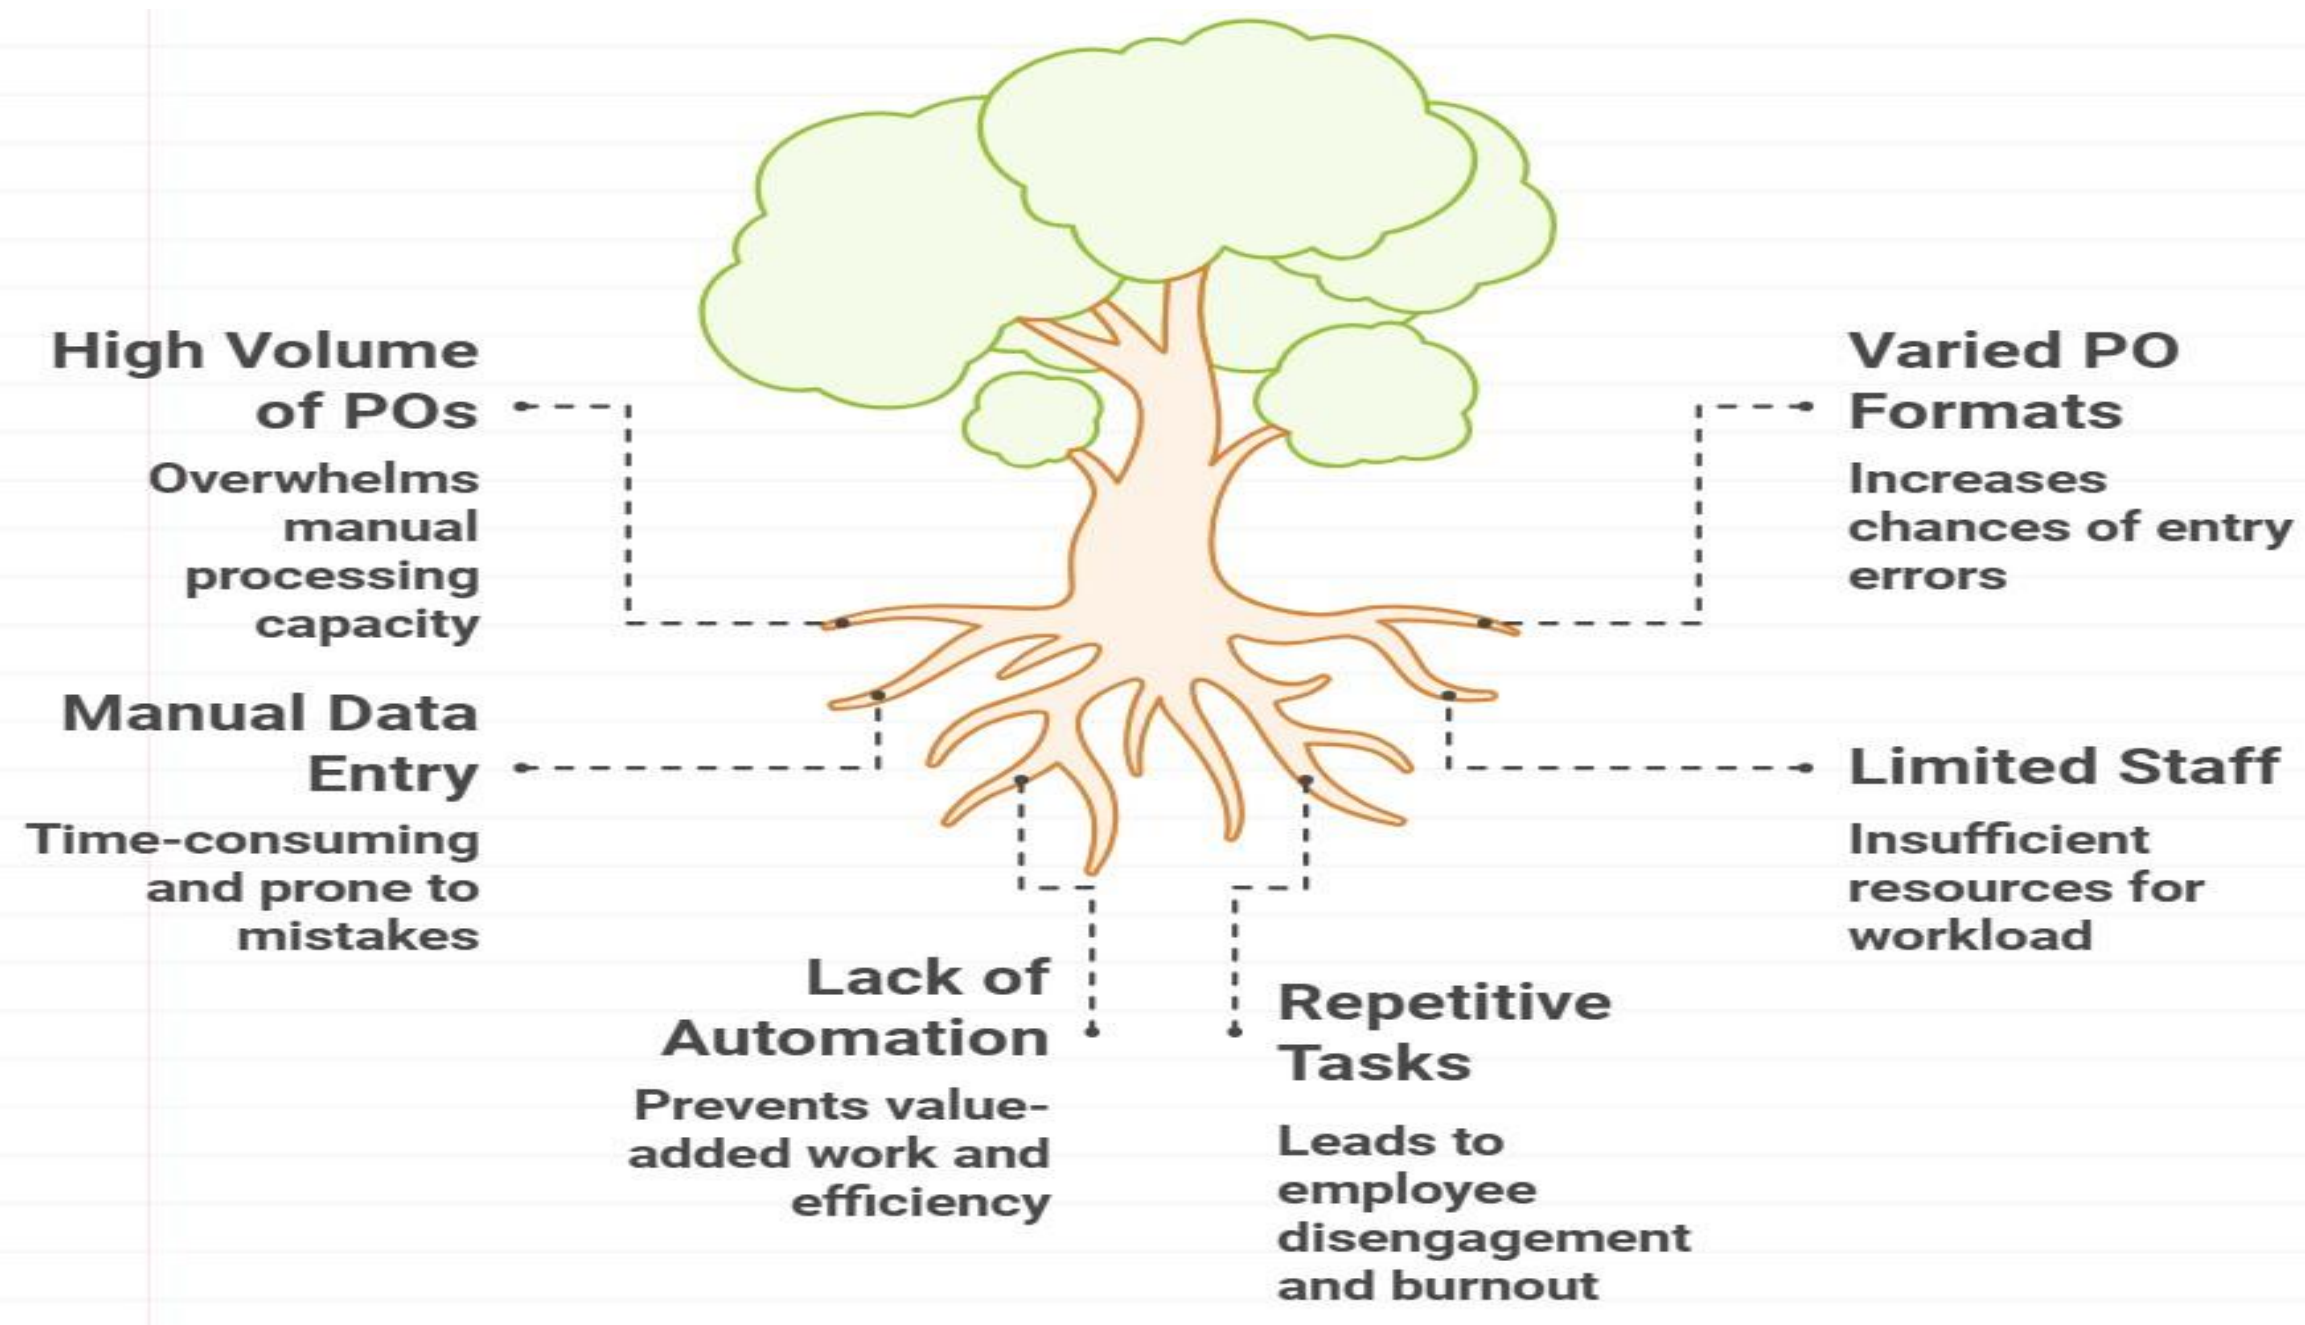 High Volume
of POs
Overwhelms
manual
processing
capacity
Varied PO
Formats
Increases
chances of entry
errors
Manual Data
Entry
Time-consuming
and prone to
mistakes
Limited Staff
Insufficient
resources for
workload
Lack of
Automation
Prevents value-
added work and
efficiency
Repetitive
Tasks
Leads to
employee
disengagement
and burnout